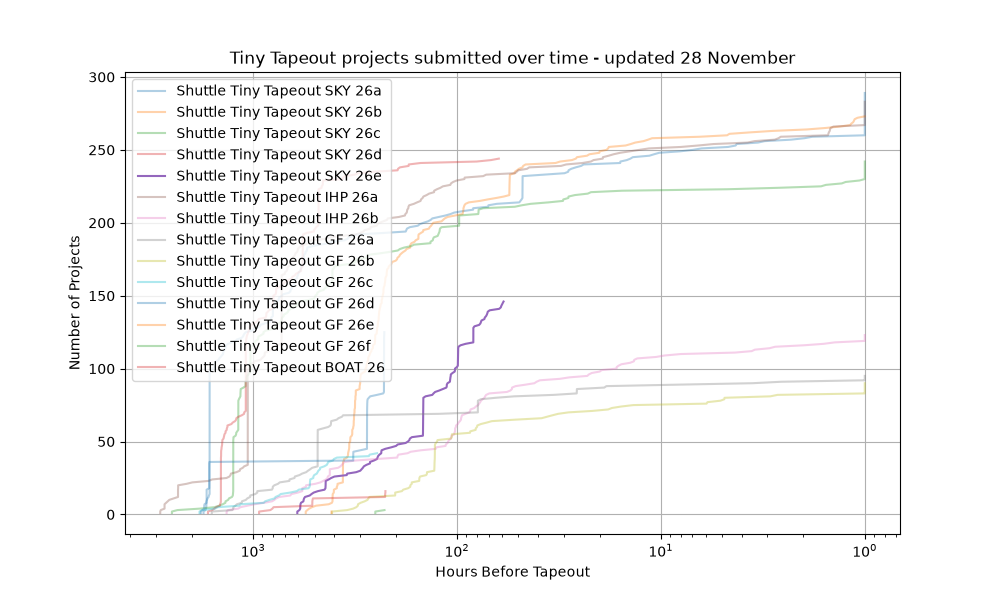 Tiny Tapeout projects submitted over time - updated 28 November
300
250
200
150
100
50
0
Number of Projects
Shuttle Tiny Tapeout SKY 26a
Shuttle Tiny Tapeout SKY 26b
Shuttle Tiny Tapeout SKY 26c
Shuttle Tiny Tapeout SKY 26d
Shuttle Tiny Tapeout SKY 26e
Shuttle Tiny Tapeout IHP 26a
Shuttle Tiny Tapeout IHP 26b
Shuttle Tiny Tapeout GF 26a
Shuttle Tiny Tapeout GF 26b
Shuttle Tiny Tapeout GF 26c
Shuttle Tiny Tapeout GF 26d
Shuttle Tiny Tapeout GF 26e
Shuttle Tiny Tapeout GF 26f
Shuttle Tiny Tapeout BOAT 26
10³ 10² 10¹ 10⁰
Hours Before Tapeout